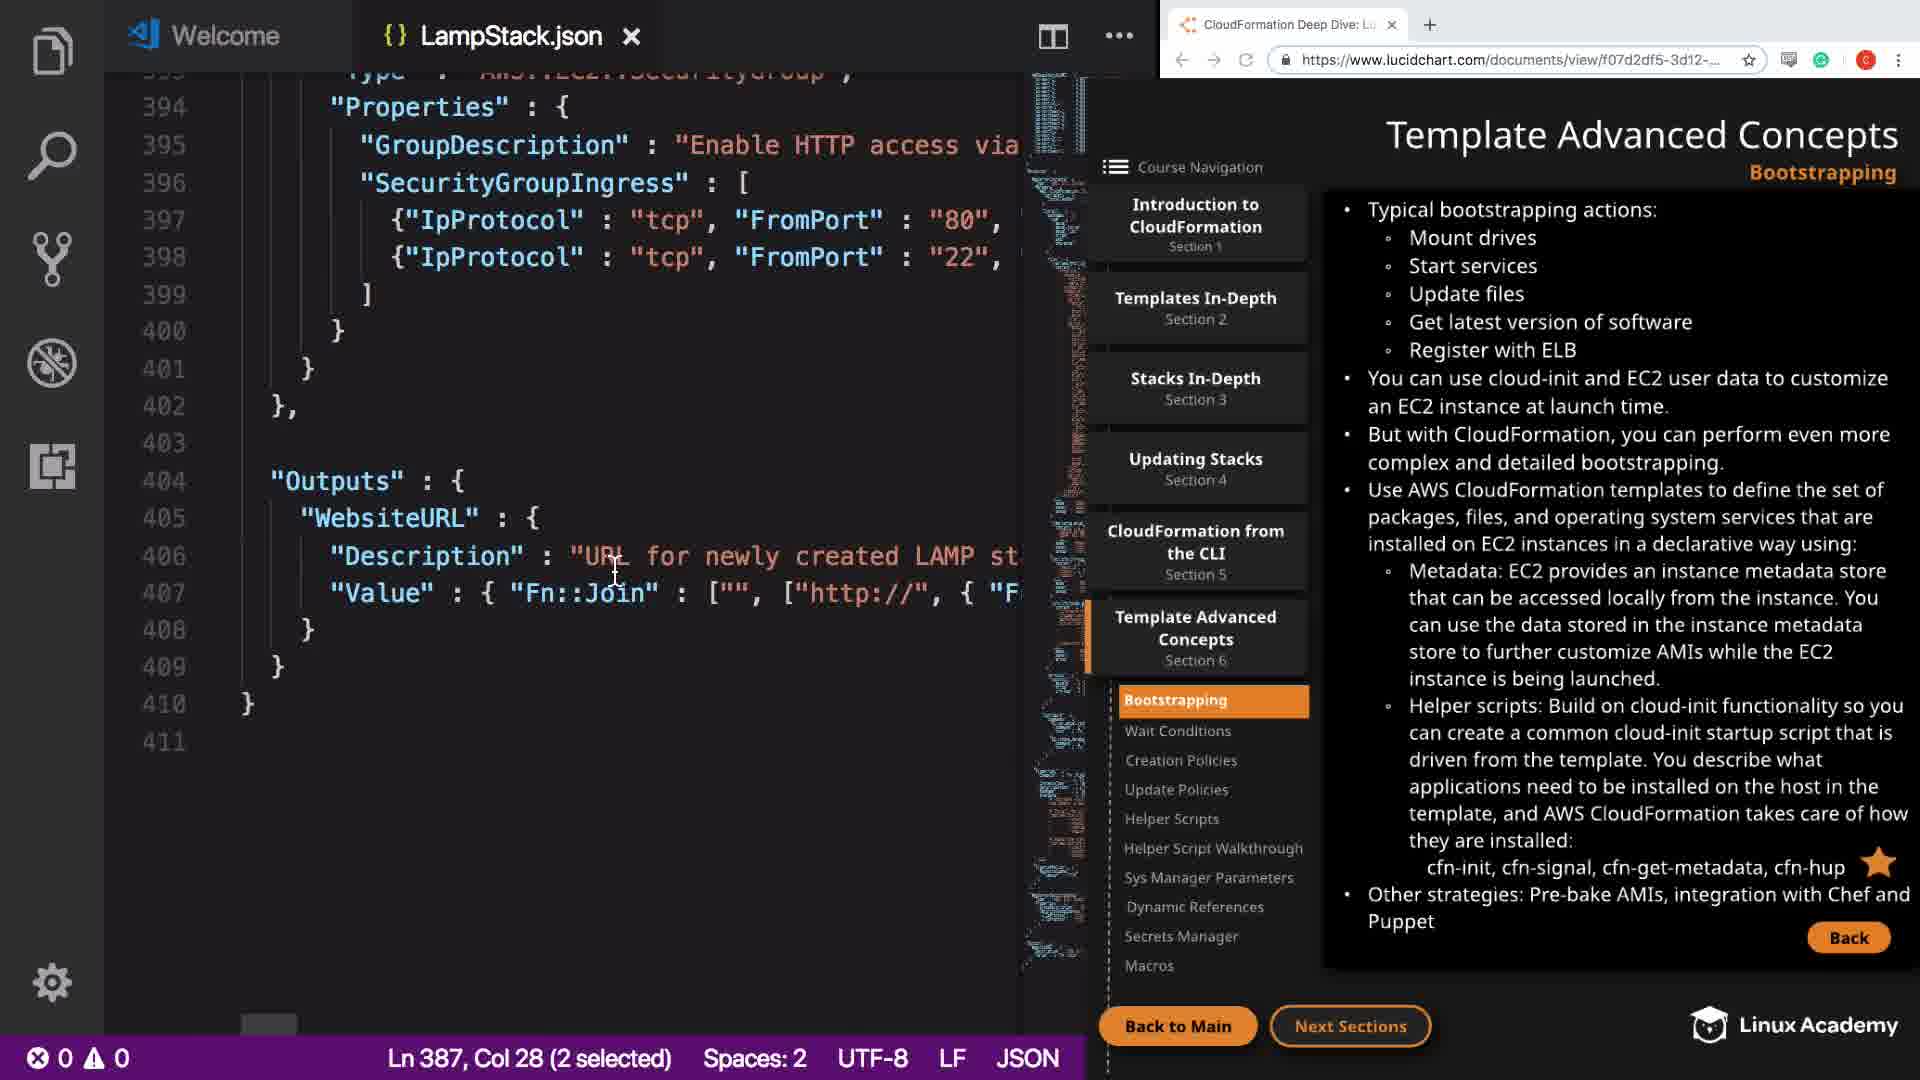 Welcome
{} LampStack.json ×
"Type" : "AWS::EC2::SecurityGroup",
394 "Properties" : {
395 "GroupDescription" : "Enable HTTP access via
396 "SecurityGroupIngress" : [
397 {"IpProtocol" : "tcp", "FromPort" : "80",
398 {"IpProtocol" : "tcp", "FromPort" : "22",
399 ]
400 }
401 }
402 },
403
404 "Outputs" : {
405 "WebsiteURL" : {
406 "Description" : "URL for newly created LAMP st
407 "Value" : { "Fn::Join" : ["", ["http://", { "F
408 }
409 }
410 }
411
0 0 Ln 387, Col 28 (2 selected) Spaces: 2 UTF-8 LF JSON
CloudFormation Deep Dive: Lu
https://www.lucidchart.com/documents/view/f07d2df5-3d12-...
C
Template Advanced Concepts
Bootstrapping
Course Navigation
Introduction to
CloudFormation
Section 1
Templates In-Depth
Section 2
Stacks In-Depth
Section 3
Updating Stacks
Section 4
CloudFormation from
the CLI
Section 5
Template Advanced
Concepts
Section 6
Bootstrapping
Wait Conditions
Creation Policies
Update Policies
Helper Scripts
Helper Script Walkthrough
Sys Manager Parameters
Dynamic References
Secrets Manager
Macros
• Typical bootstrapping actions:
◦ Mount drives
◦ Start services
◦ Update files
◦ Get latest version of software
◦ Register with ELB
• You can use cloud-init and EC2 user data to customize
an EC2 instance at launch time.
• But with CloudFormation, you can perform even more
complex and detailed bootstrapping.
• Use AWS CloudFormation templates to define the set of
packages, files, and operating system services that are
installed on EC2 instances in a declarative way using:
◦ Metadata: EC2 provides an instance metadata store
that can be accessed locally from the instance. You
can use the data stored in the instance metadata
store to further customize AMIs while the EC2
instance is being launched.
◦ Helper scripts: Build on cloud-init functionality so you
can create a common cloud-init startup script that is
driven from the template. You describe what
applications need to be installed on the host in the
template, and AWS CloudFormation takes care of how
they are installed:
cfn-init, cfn-signal, cfn-get-metadata, cfn-hup
• Other strategies: Pre-bake AMIs, integration with Chef and
Puppet
Back
Back to Main
Next Sections
Linux Academy